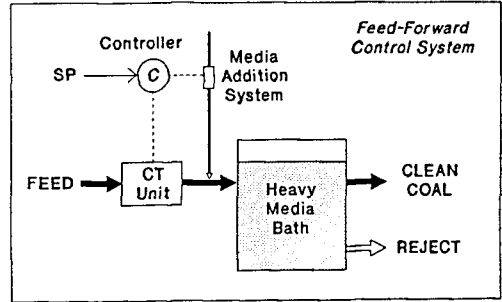 Feed-Forward
Control System
Controller
SP
C
Media
Addition
System
FEED
CT
Unit
Heavy
Media
Bath
CLEAN
COAL
REJECT